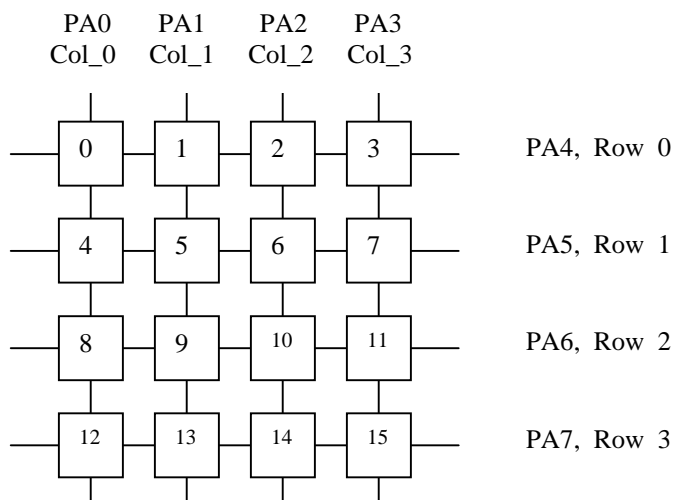 PA0 PA1 PA2 PA3
Col_0 Col_1 Col_2 Col_3
0 1 2 3 PA4, Row 0
4 5 6 7 PA5, Row 1
8 9 10 11 PA6, Row 2
12 13 14 15 PA7, Row 3